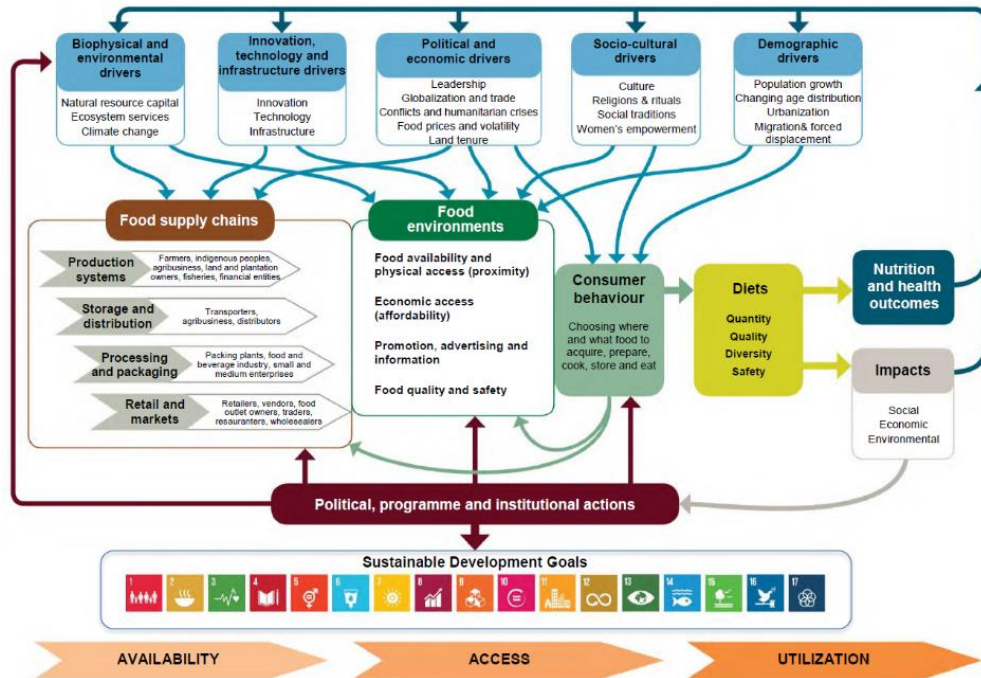 Biophysical and
environmental
drivers
Natural resource capital
Ecosystem services
Climate change
Innovation,
technology and
infrastructure drivers
Innovation
Technology
Infrastructure
Political and
economic drivers
Leadership
Globalization and trade
Conflicts and humanitarian crises
Food prices and volatility
Land tenure
Socio-cultural
drivers
Culture
Religions & rituals
Social traditions
Women's empowerment
Demographic
drivers
Population growth
Changing age distribution
Urbanization
Migration& forced
displacement
Food supply chains
Production
systems
Farmers, indigenous peoples,
agribusiness, land and plantation
owners, fisheries, financial entities
Storage and
distribution
Transporters,
agribusiness, distributors
Processing
and packaging
Packing plants, food and
beverage industry, small and
medium enterprises
Retail and
markets
Retailers, vendors, food
outlet owners, traders,
resauranters, wholesealers
Food
environments
Food availability and
physical access (proximity)
Economic access
(affordability)
Promotion, advertising and
information
Food quality and safety
Consumer
behaviour
Choosing where
and what food to
acquire, prepare,
cook, store and eat
Diets
Quantity
Quality
Diversity
Safety
Nutrition
and health
outcomes
Impacts
Social
Economic
Environmental
Political, programme and institutional actions
Sustainable Development Goals
1
2
3
4
5
6
7
8
9
10
11
12
13
14
15
16
17
AVAILABILITY
ACCESS
UTILIZATION